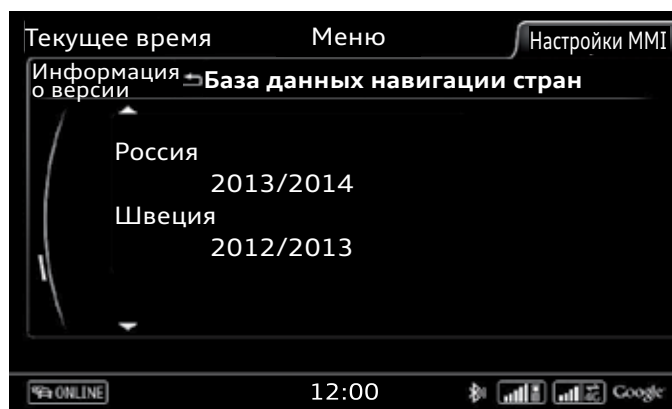 Текущее время
Меню
Настройки MMI
Информация
о версии
База данных навигации стран
Россия
2013/2014
Швеция
2012/2013
ONLINE
12:00
Google